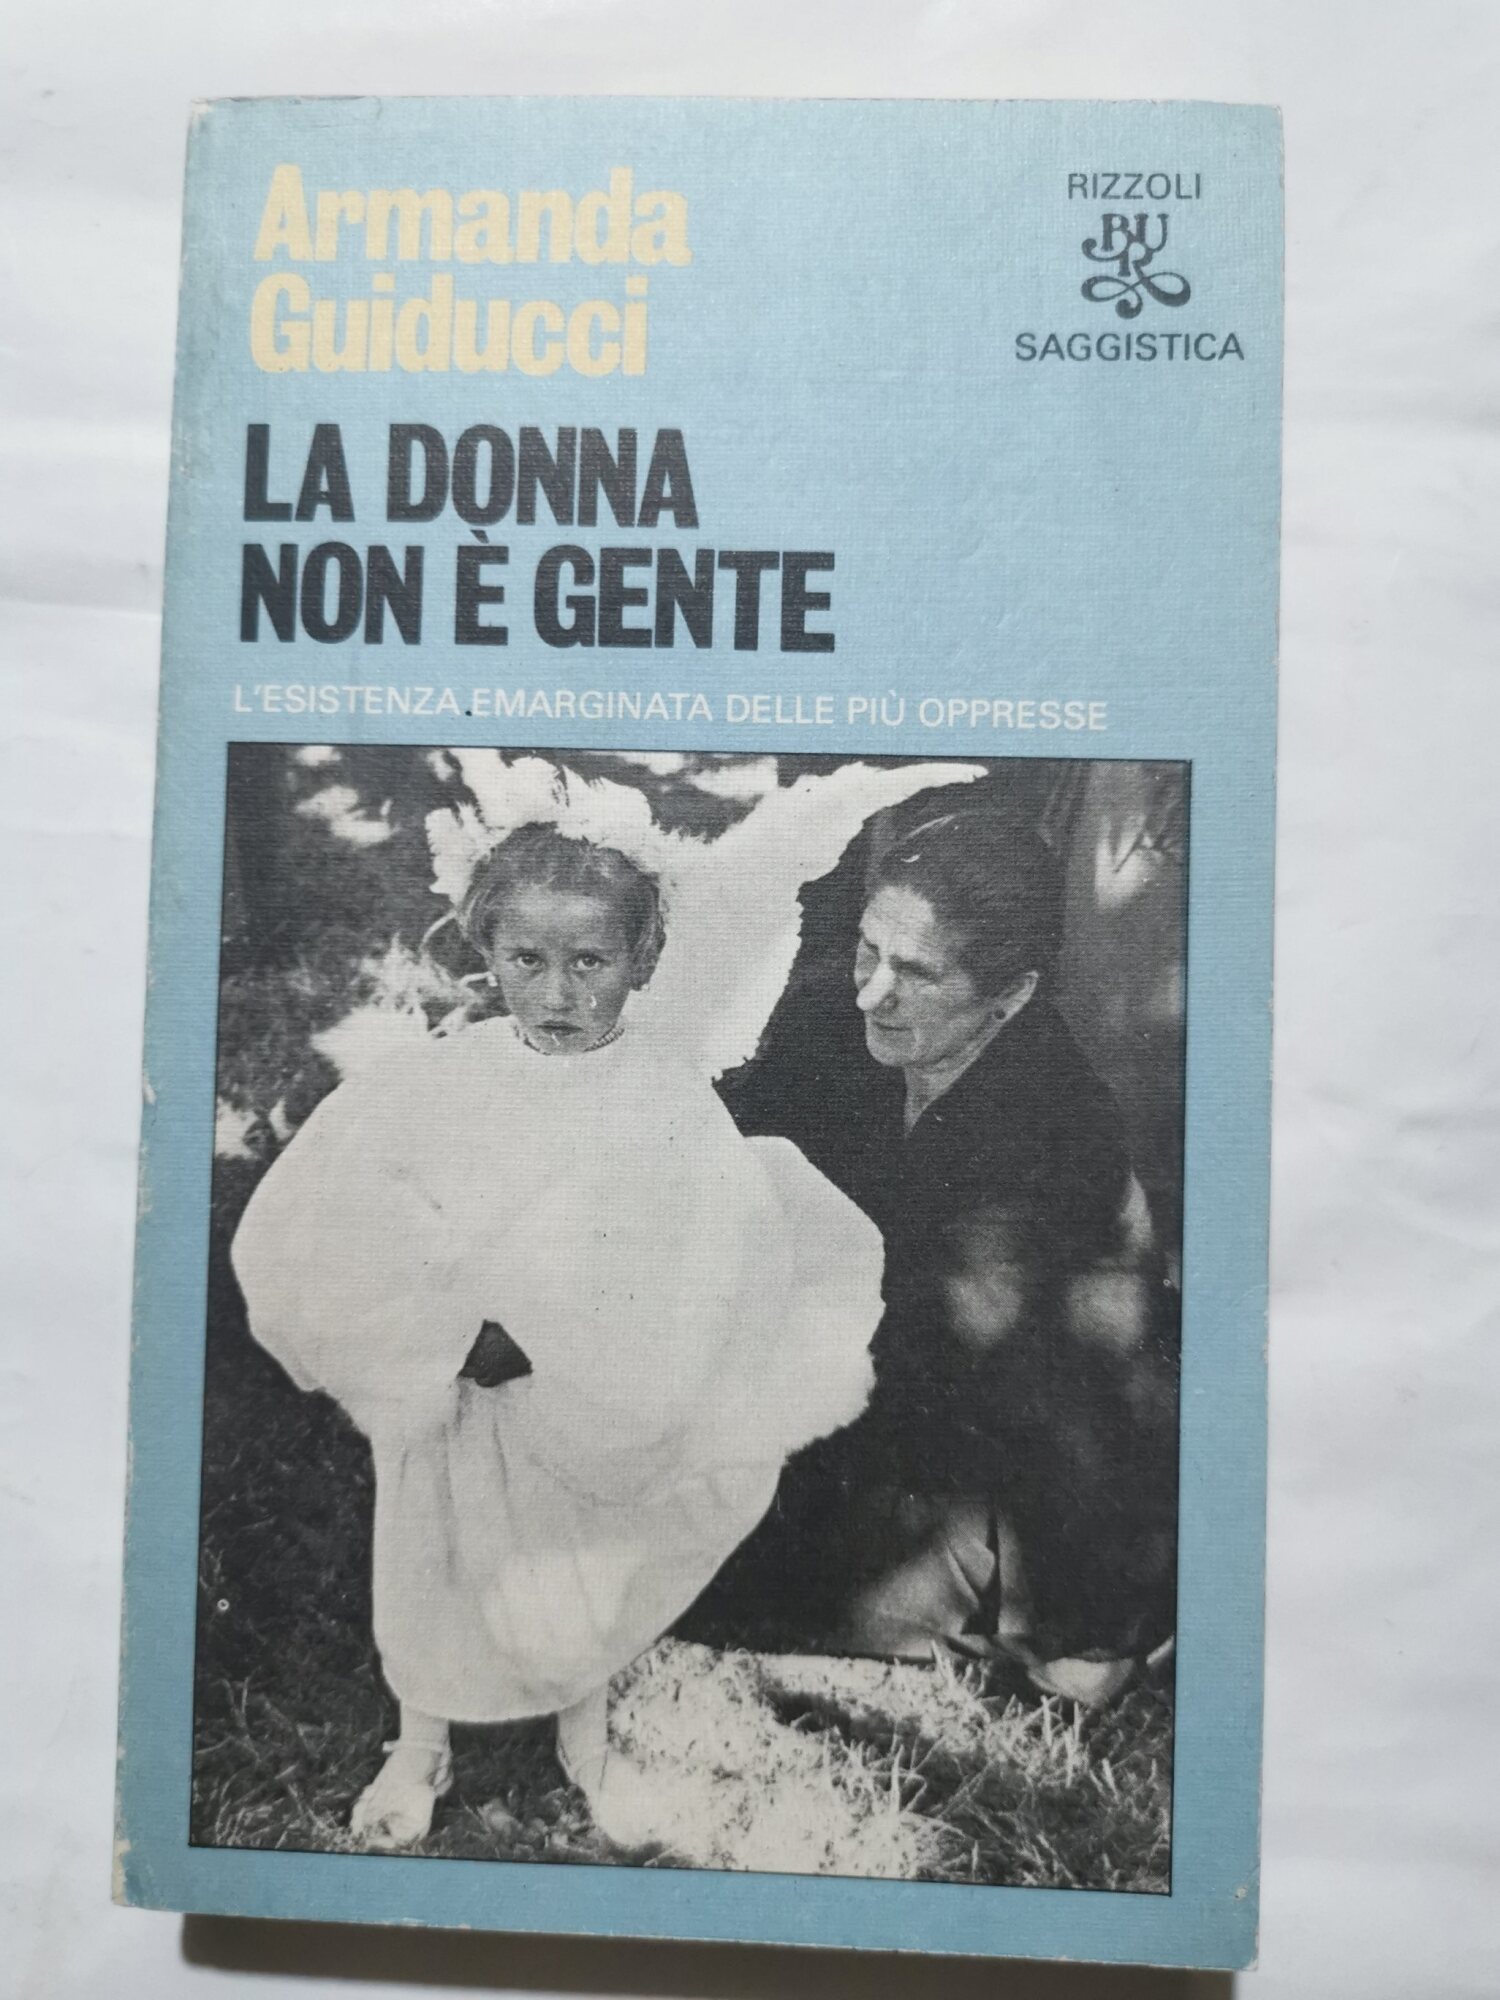 Armanda
Guiducci
RIZZOLI
BUR
SAGGISTICA
LA DONNA
NON È GENTE
L'ESISTENZA EMARGINATA DELLE PIÙ OPPRESSE